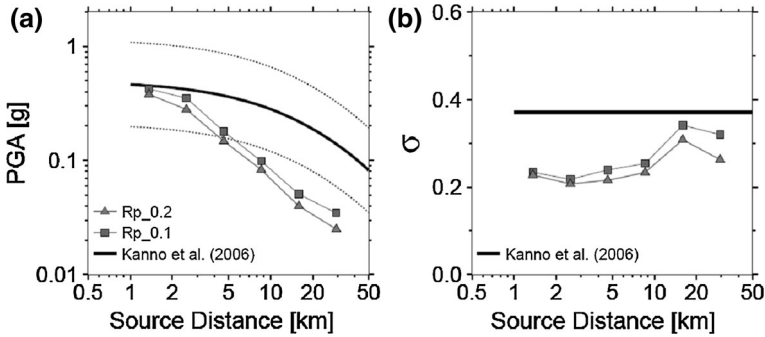 (a)
PGA [g]
1
0.1
0.01
Rp_0.2
Rp_0.1
Kanno et al. (2006)
0.5 1 2 5 10 20 50
Source Distance [km]
(b)
σ
0.6
0.4
0.2
0.0
Kanno et al. (2006)
0.5 1 2 5 10 20 50
Source Distance [km]